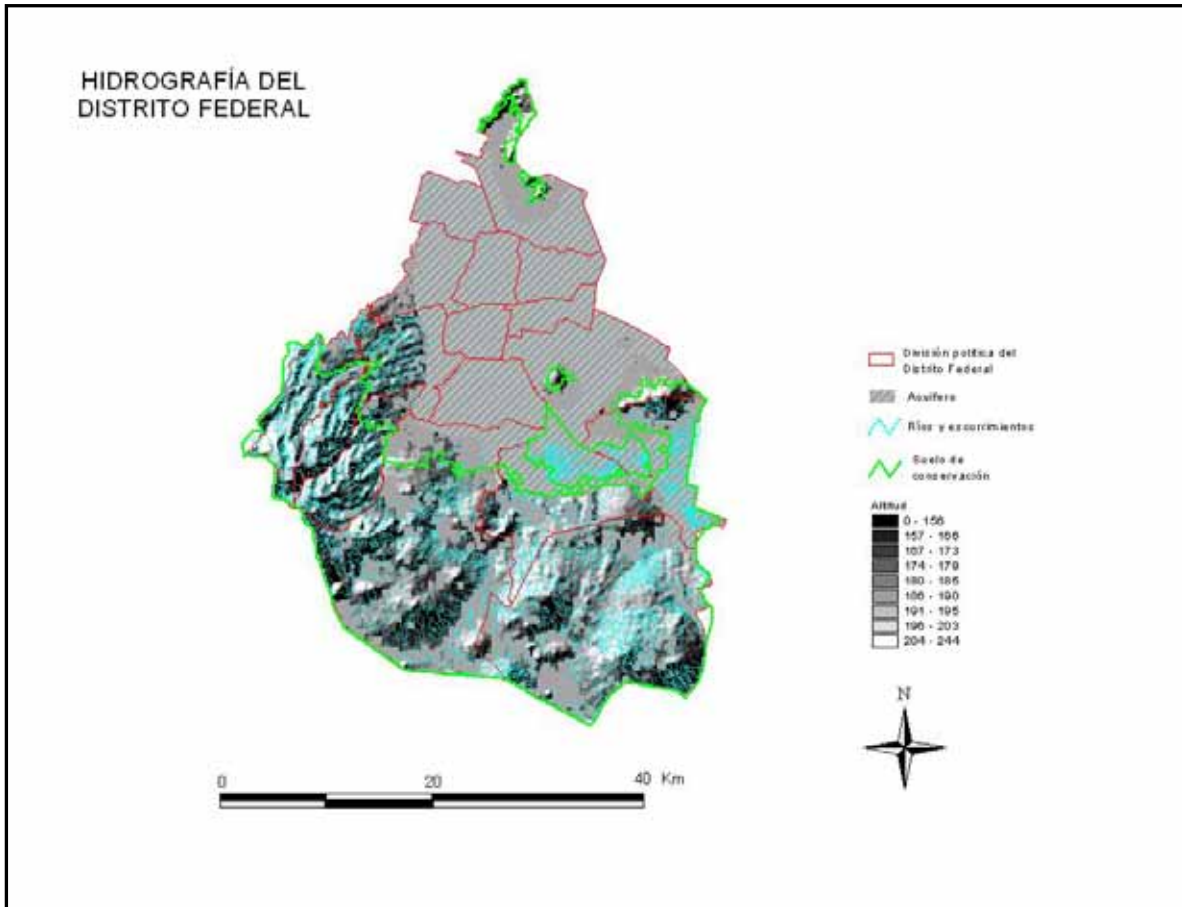 HIDROGRAFÍA DEL
DISTRITO FEDERAL
División política del
Distrito Federal
Acuífero
Ríos y escurrimientos
Suelo de
conservación
Altitud
0 - 156
157 - 166
167 - 173
174 - 179
180 - 185
186 - 190
191 - 195
196 - 203
204 - 244
N
0 20 40 Km